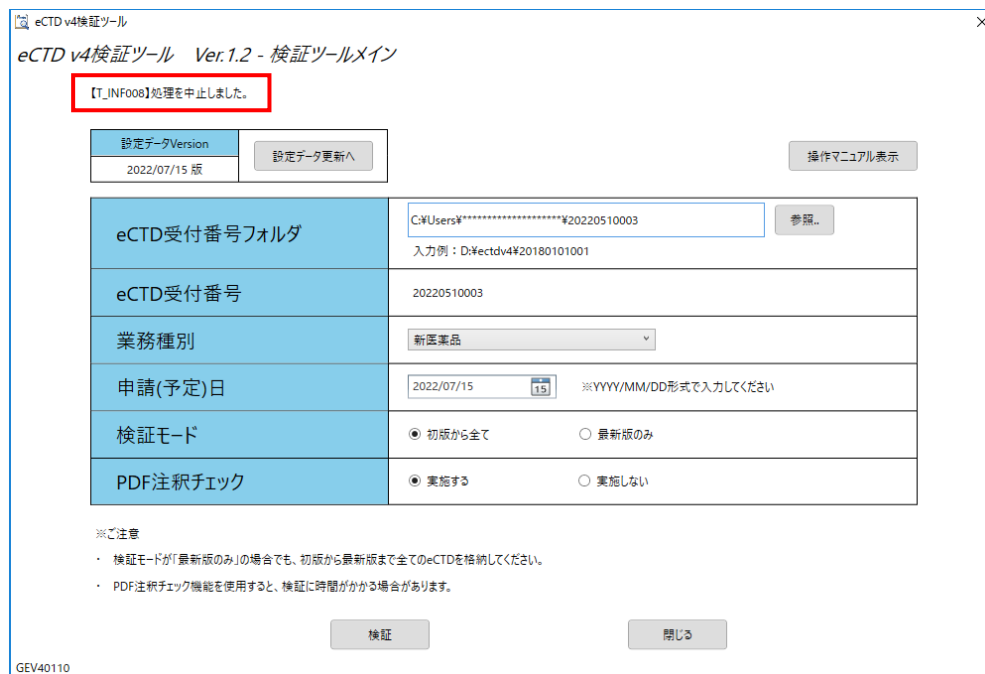 eCTD v4検証ツール
eCTD v4検証ツール　Ver.1.2 - 検証ツールメイン
【T_INF008】処理を中止しました。
設定データVersion
2022/07/15 版
設定データ更新へ
操作マニュアル表示
eCTD受付番号フォルダ
C:¥Users¥********************¥20220510003
参照..
入力例：D:¥ectdv4¥20180101001
eCTD受付番号
20220510003
業務種別
新医薬品
申請(予定)日
2022/07/15
15
※YYYY/MM/DD形式で入力してください
検証モード
初版から全て
最新版のみ
PDF注釈チェック
実施する
実施しない
※ご注意
・ 検証モードが「最新版のみ」の場合でも、初版から最新版まで全てのeCTDを格納してください。
・ PDF注釈チェック機能を使用すると、検証に時間がかかる場合があります。
検証
閉じる
GEV40110